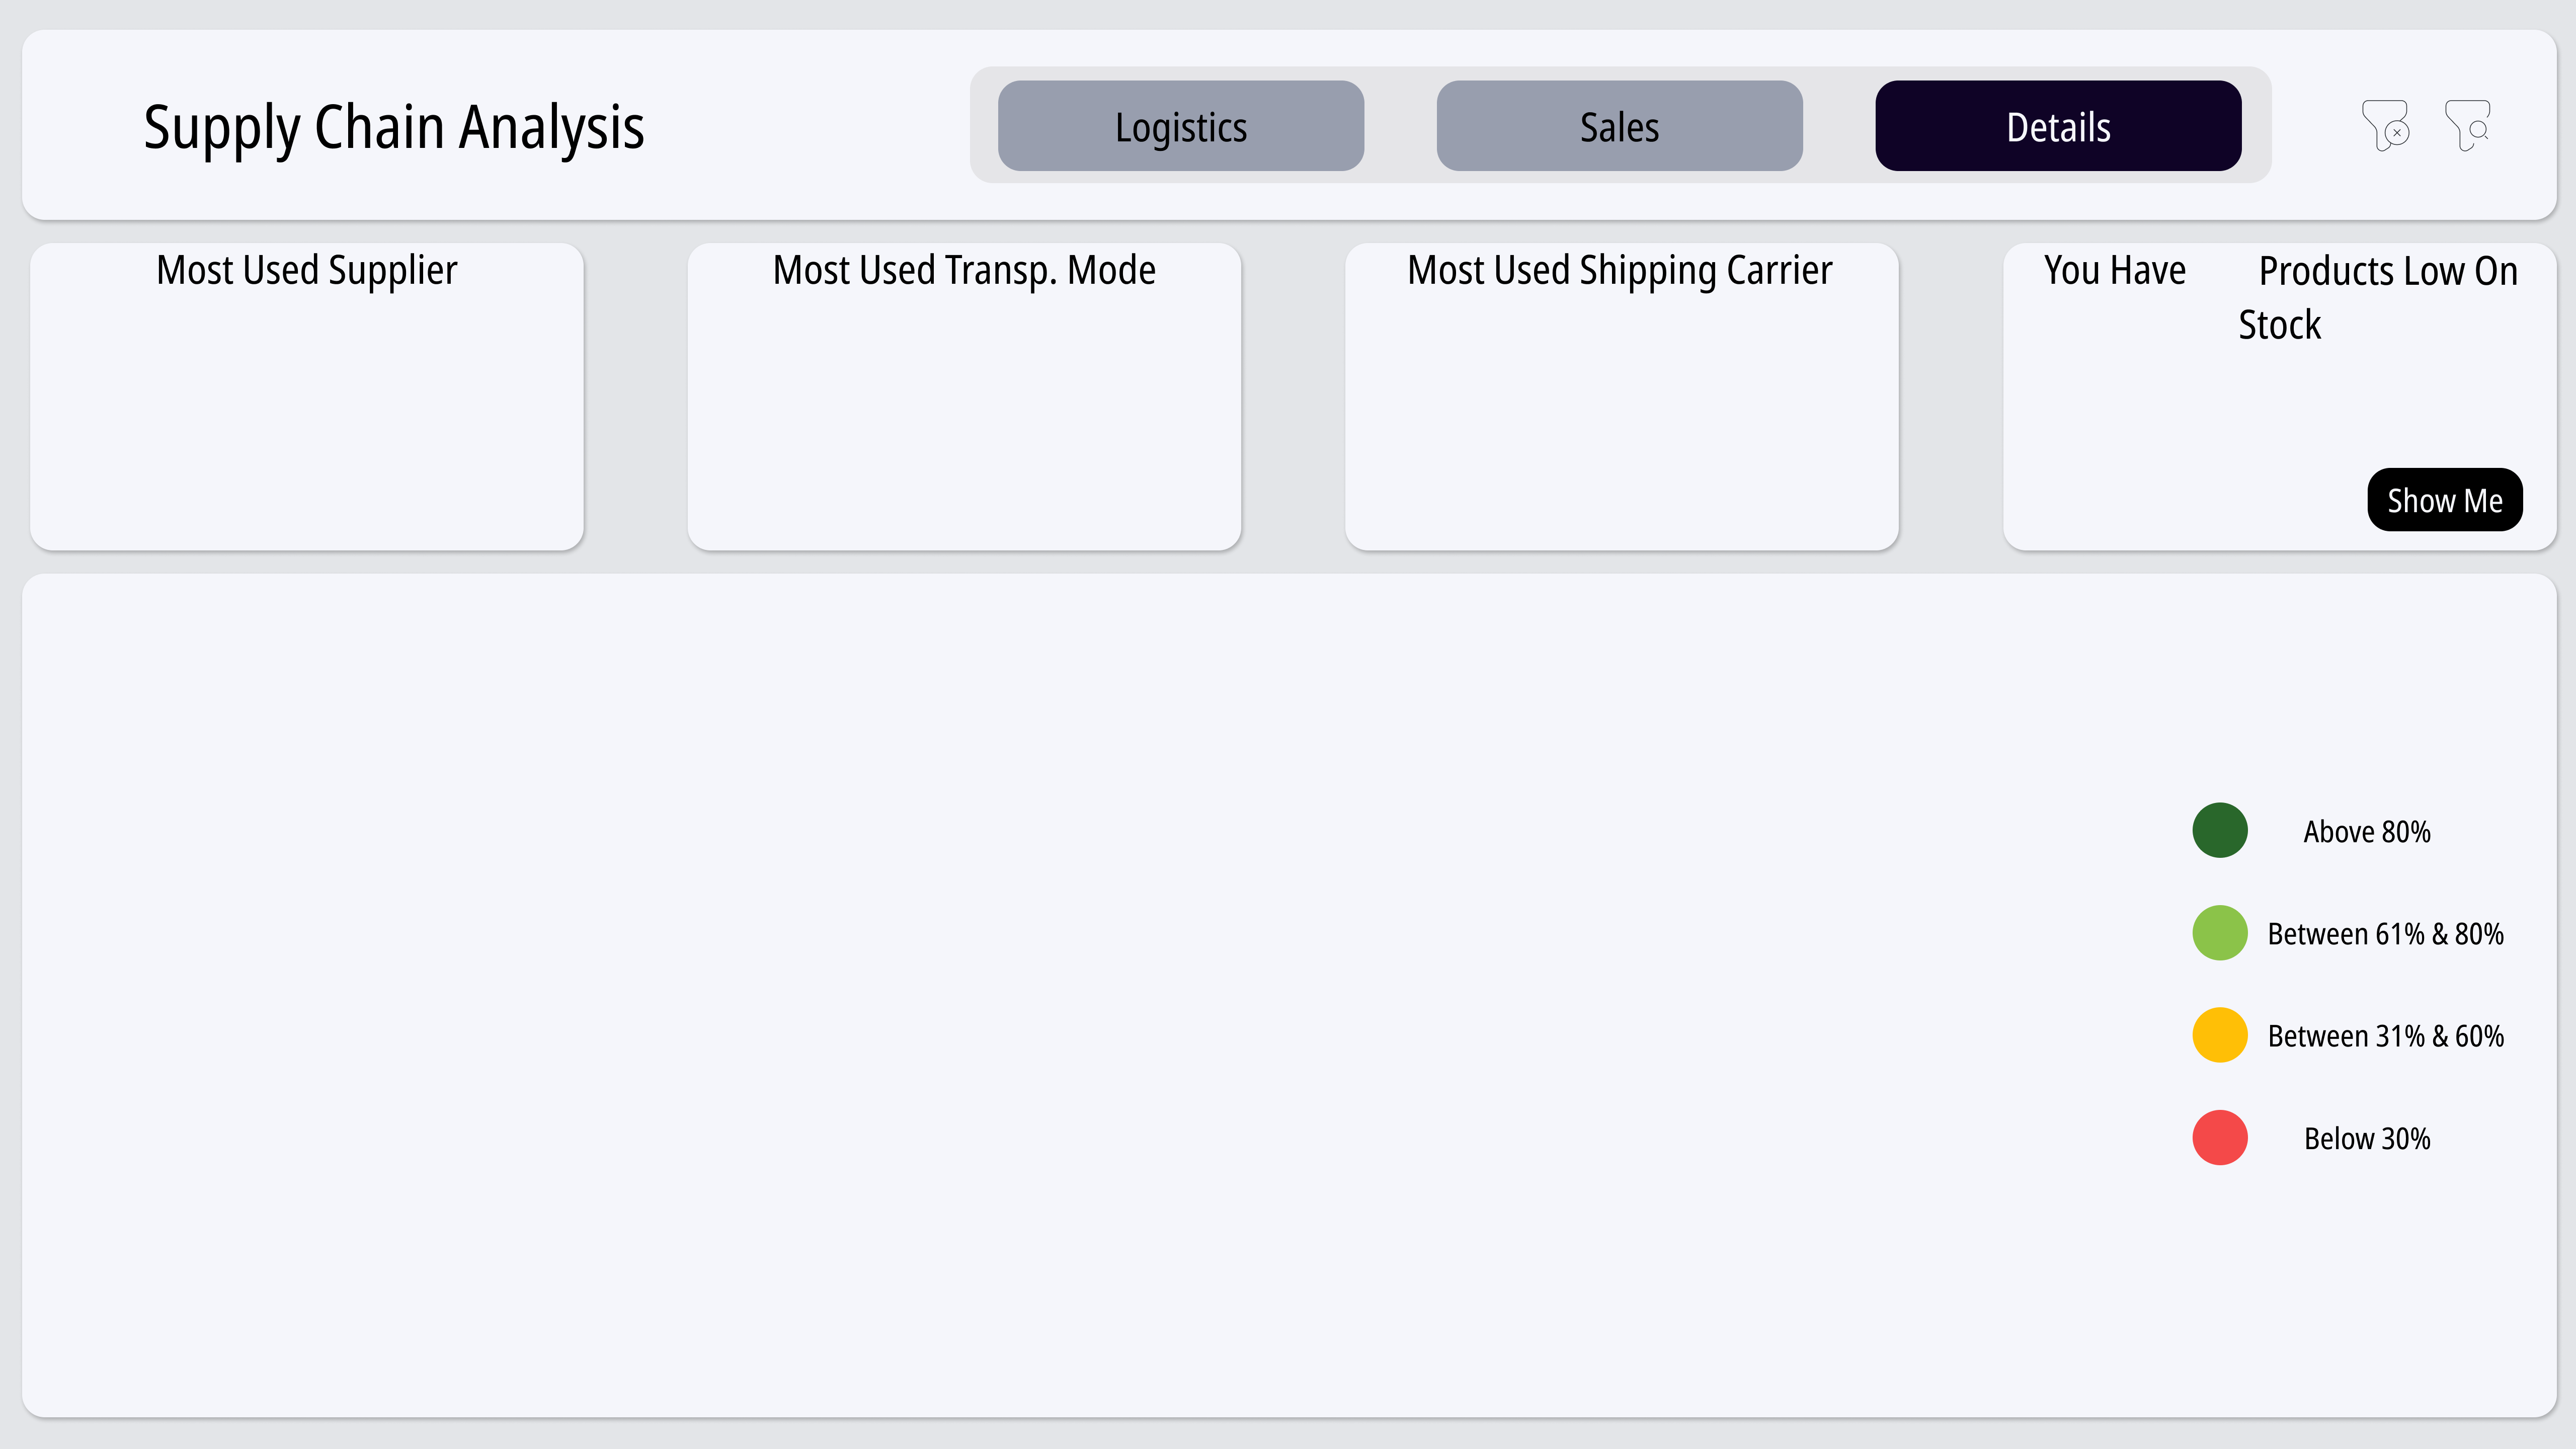 Supply Chain Analysis
Logistics
Sales
Details
Most Used Supplier
Most Used Transp. Mode
Most Used Shipping Carrier
You Have Products Low On
Stock
Show Me
Above 80%
Between 61% & 80%
Between 31% & 60%
Below 30%